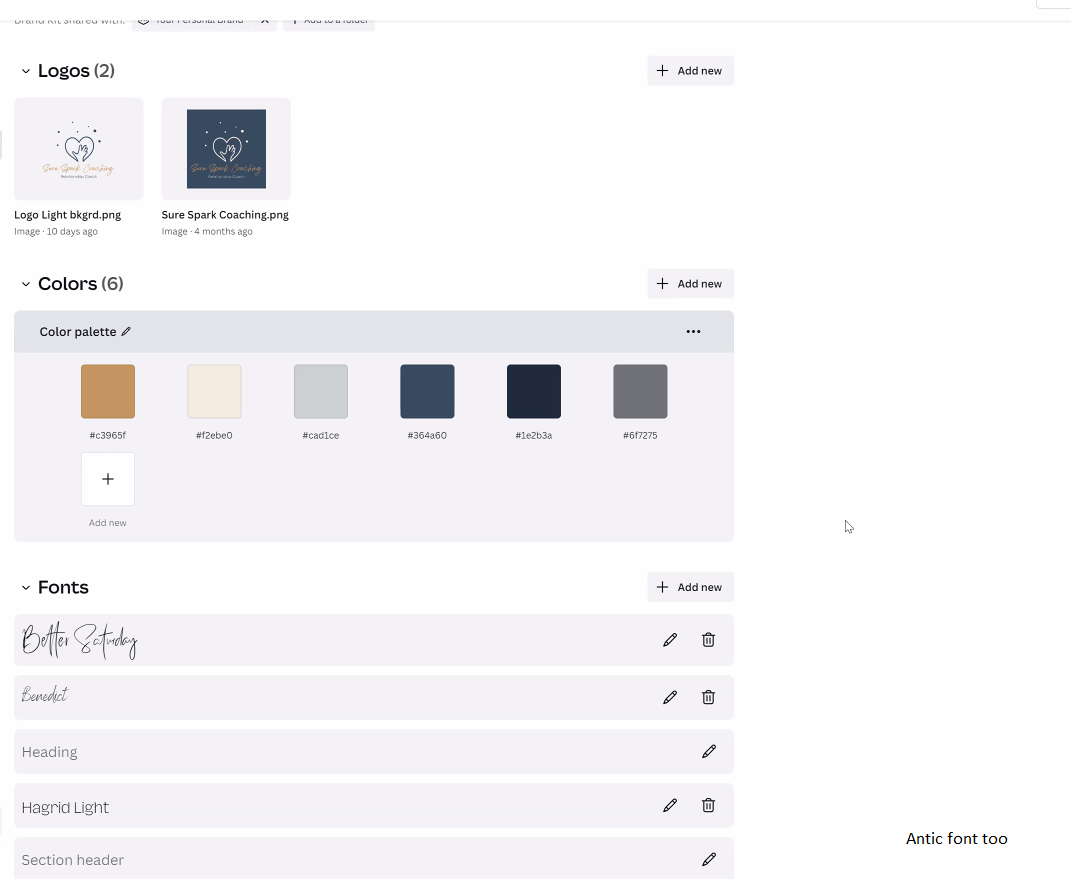 Brand Kit shared with: Your Personal Brand Add to a folder
Logos (2)
Add new
Sure Spark Coaching
Relationship Coach
Sure Spark Coaching
Relationship Coach
Logo Light bkgrd.png
Image · 10 days ago
Sure Spark Coaching.png
Image · 4 months ago
Colors (6)
Add new
Color palette
#c3965f
#f2ebe0
#cad1ce
#364a60
#1e2b3a
#6f7275
Add new
Fonts
Add new
Better Saturday
Benedict
Heading
Hagrid Light
Antic font too
Section header